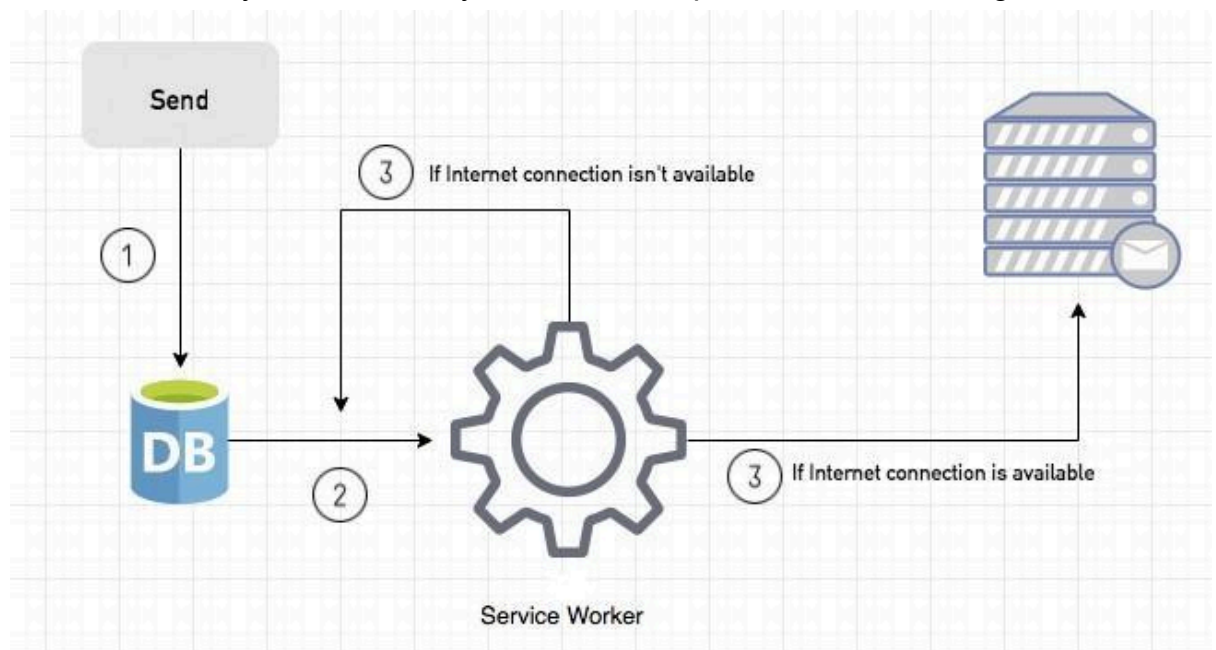 Send
3 If Internet connection isn't available
1
DB
2
3 If Internet connection is available
Service Worker